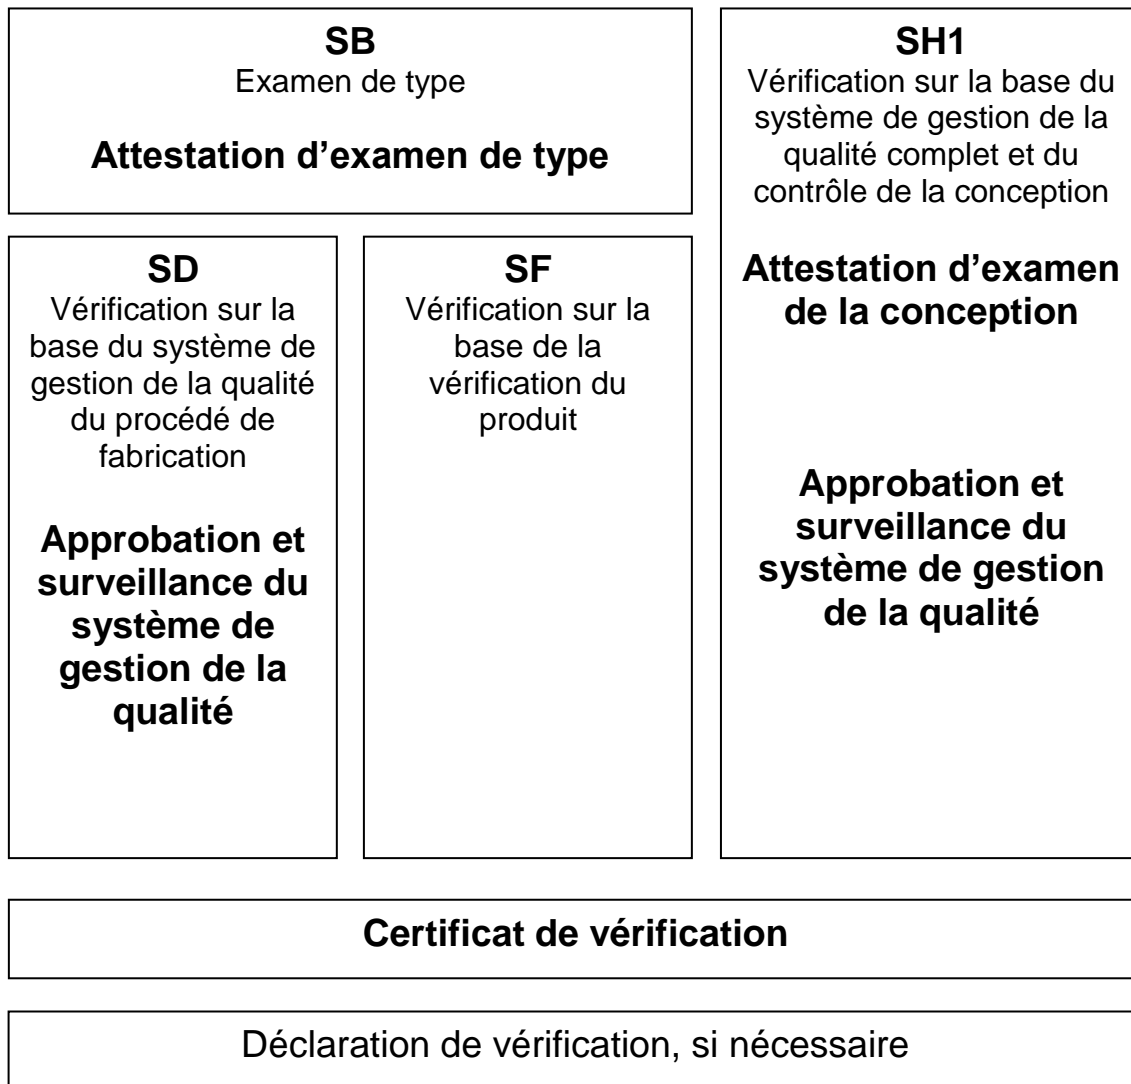 SB
Examen de type
Attestation d’examen de type
SH1
Vérification sur la base du
système de gestion de la
qualité complet et du
contrôle de la conception
Attestation d’examen
de la conception
Approbation et
surveillance du
système de gestion
de la qualité
SD
Vérification sur la
base du système de
gestion de la qualité
du procédé de
fabrication
Approbation et
surveillance du
système de
gestion de la
qualité
SF
Vérification sur la
base de la
vérification du
produit
Certificat de vérification
Déclaration de vérification, si nécessaire